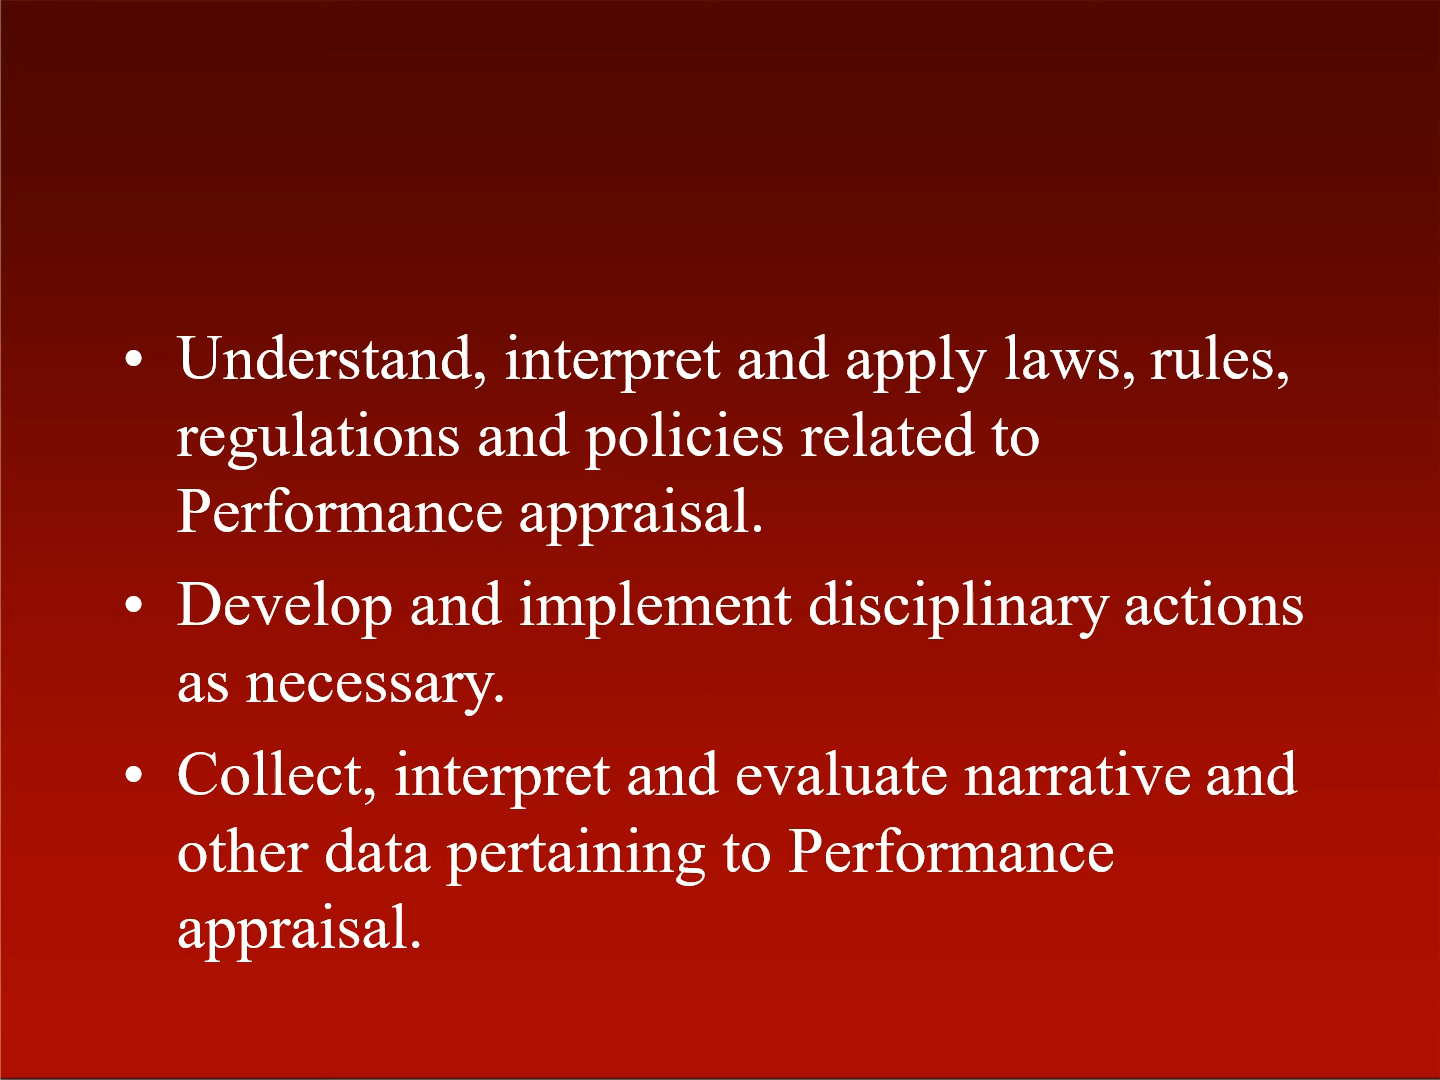 • Understand, interpret and apply laws, rules,
regulations and policies related to
Performance appraisal.
• Develop and implement disciplinary actions
as necessary.
• Collect, interpret and evaluate narrative and
other data pertaining to Performance
appraisal.